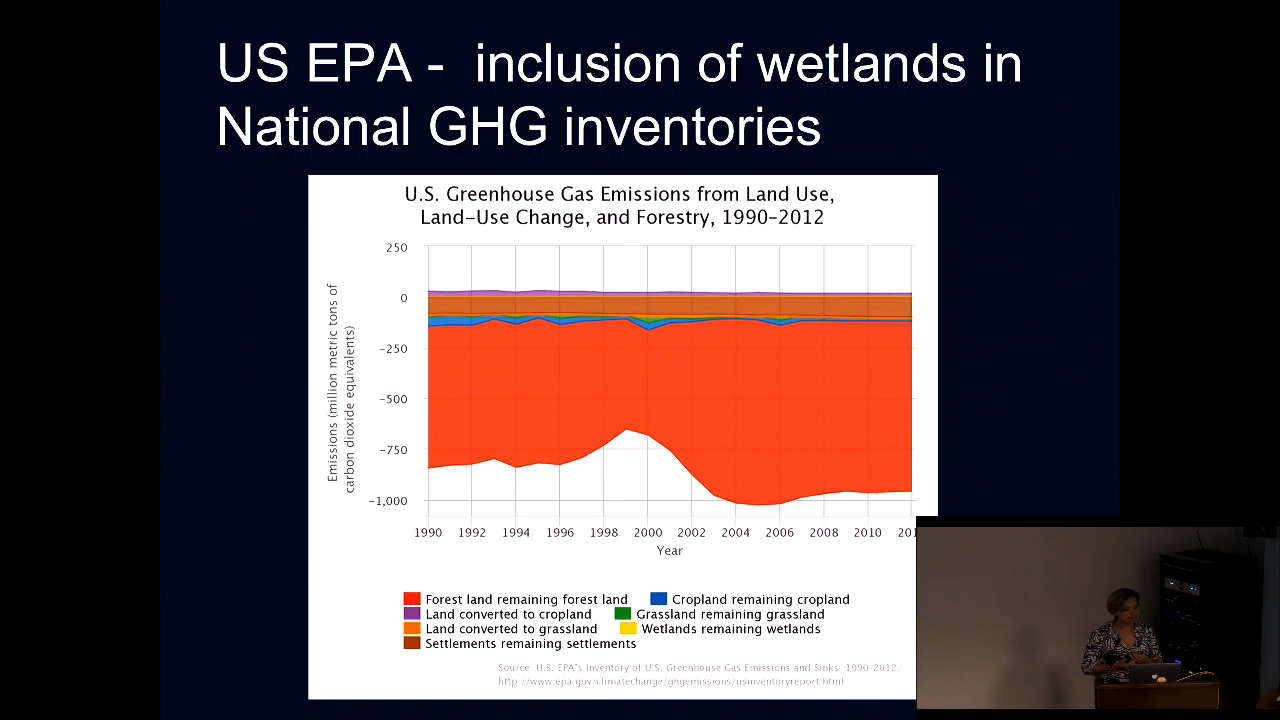 US EPA -  inclusion of wetlands in
National GHG inventories
U.S. Greenhouse Gas Emissions from Land Use,
Land-Use Change, and Forestry, 1990-2012
Emissions (million metric tons of
carbon dioxide equivalents)
250
0
-250
-500
-750
-1,000
1990 1992 1994 1996 1998 2000 2002 2004 2006 2008 2010 201
Year
Forest land remaining forest land Cropland remaining cropland
Land converted to cropland Grassland remaining grassland
Land converted to grassland Wetlands remaining wetlands
Settlements remaining settlements
Source: U.S. EPA's Inventory of U.S. Greenhouse Gas Emissions and Sinks: 1990-2012.
http://www.epa.gov/climatechange/ghgemissions/usinventoryreport.html